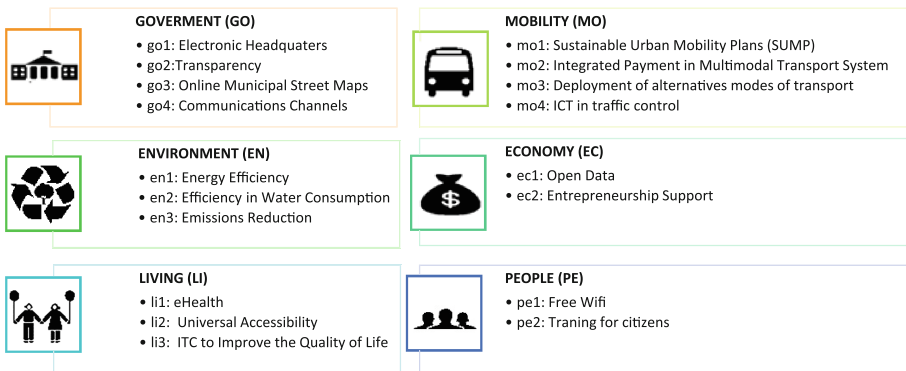 GOVERMENT (GO)
• go1: Electronic Headquaters
• go2:Transparency
• go3: Online Municipal Street Maps
• go4: Communications Channels
MOBILITY (MO)
• mo1: Sustainable Urban Mobility Plans (SUMP)
• mo2: Integrated Payment in Multimodal Transport System
• mo3: Deployment of alternatives modes of transport
• mo4: ICT in traffic control
ENVIRONMENT (EN)
• en1: Energy Efficiency
• en2: Efficiency in Water Consumption
• en3: Emissions Reduction
ECONOMY (EC)
• ec1: Open Data
• ec2: Entrepreneurship Support
LIVING (LI)
• li1: eHealth
• li2: Universal Accessibility
• li3: ITC to Improve the Quality of Life
PEOPLE (PE)
• pe1: Free Wifi
• pe2: Traning for citizens